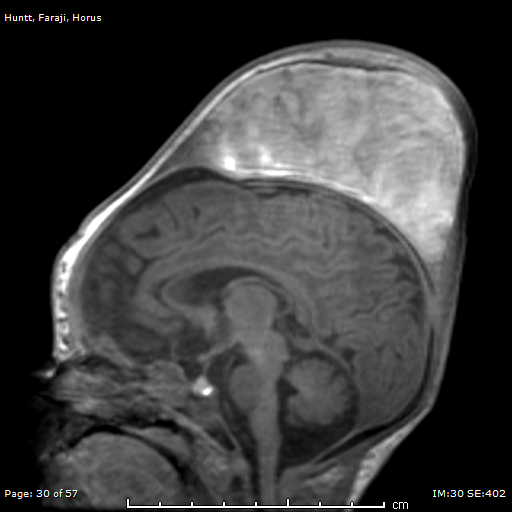 Huntt, Faraji, Horus
cm
Page: 30 of 57
IM:30 SE:402